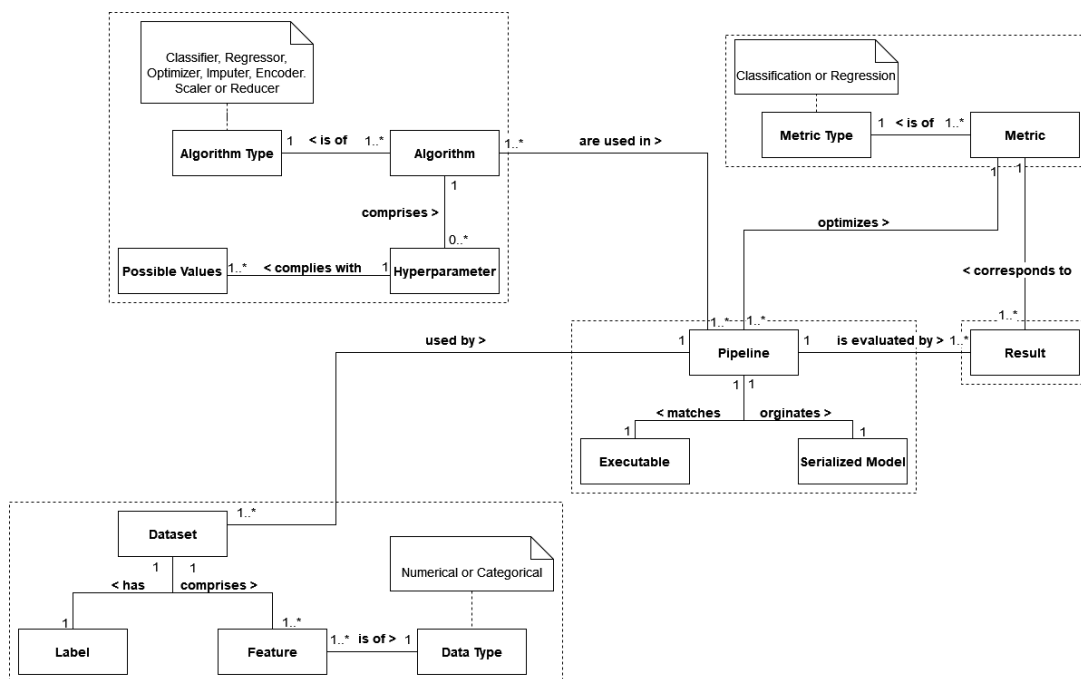 Classifier, Regressor,
Optimizer, Imputer, Encoder.
Scaler or Reducer
Algorithm Type
1
< is of
1..*
Algorithm
1..*
are used in >
1
comprises >
0..*
Possible Values
1..*
< complies with
1
Hyperparameter
Classification or Regression
Metric Type
1
< is of
1..*
Metric
1
1
optimizes >
< corresponds to
1..*
1..*
1..*
used by >
1
Pipeline
1
is evaluated by >
1..*
Result
1
1
< matches
orginates >
1
1
Executable
Serialized Model
1..*
Dataset
1
1
< has
comprises >
1
1..*
Label
Feature
1..*
is of >
1
Data Type
Numerical or Categorical